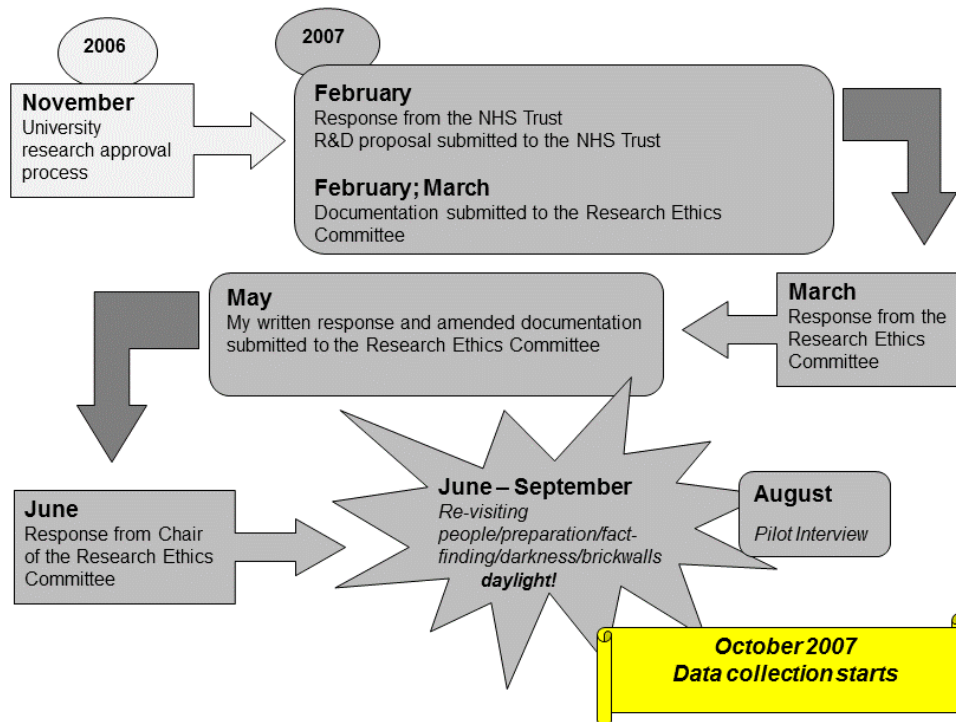 2006
2007
November
University
research approval
process
February
Response from the NHS Trust
R&D proposal submitted to the NHS Trust
February; March
Documentation submitted to the Research Ethics
Committee
March
Response from the
Research Ethics
Committee
May
My written response and amended documentation
submitted to the Research Ethics Committee
June
Response from Chair
of the Research Ethics
Committee
June – September
Re-visiting
people/preparation/fact-
finding/darkness/brickwalls
daylight!
August
Pilot Interview
October 2007
Data collection starts